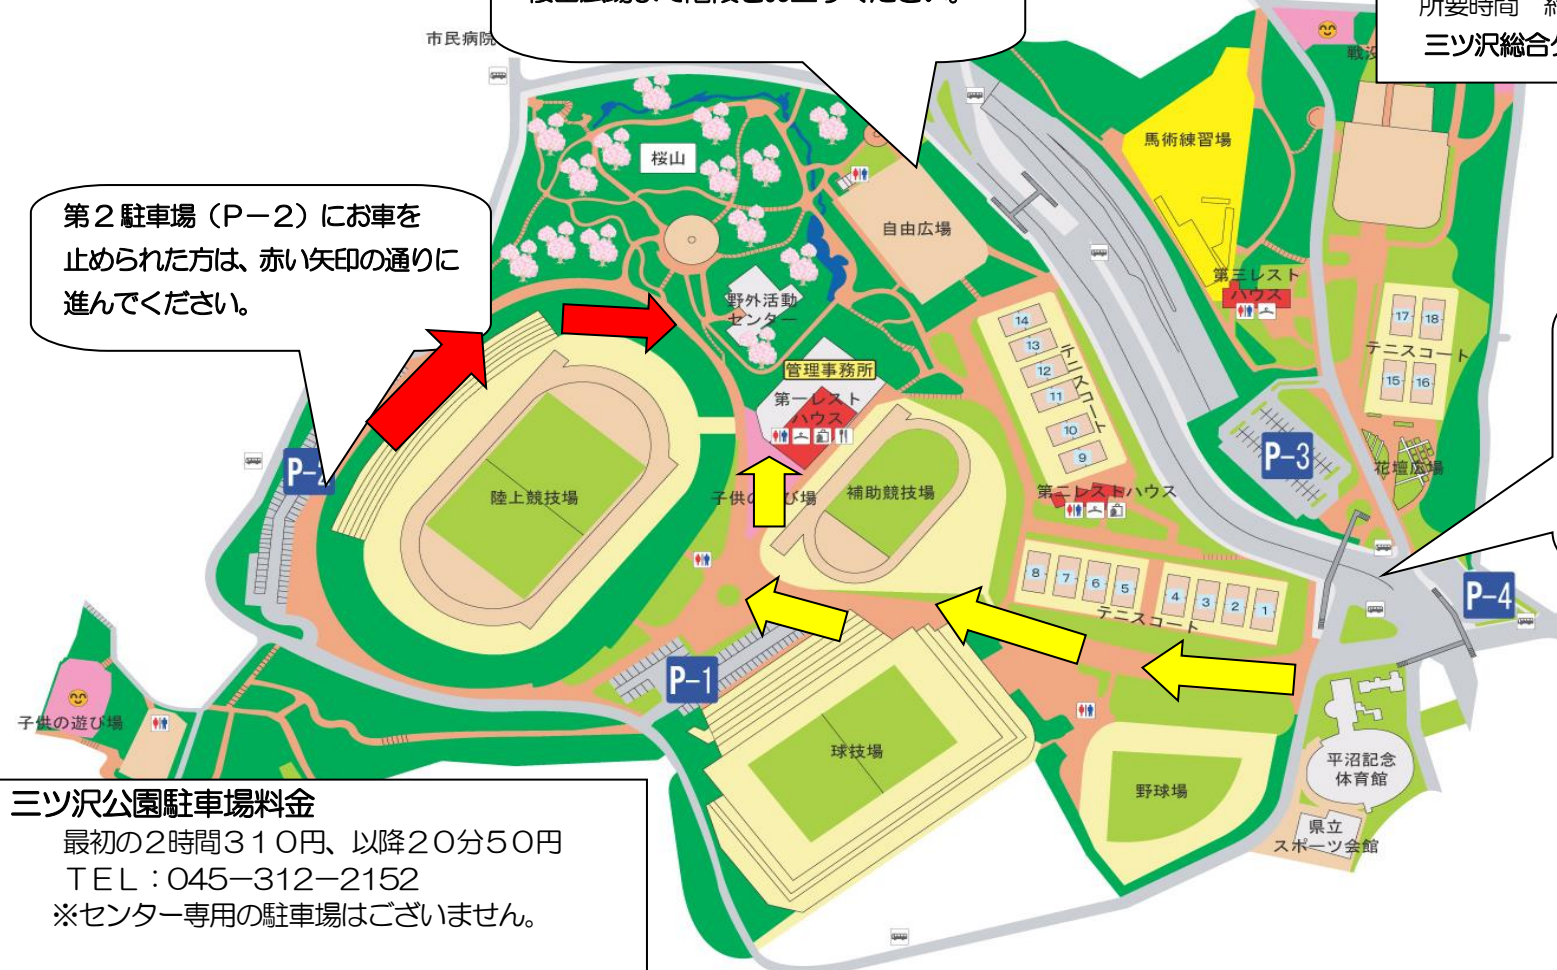 所要時間
三ツ沢総合グ
市民病院
桜山
馬術練習場
自由広場
第２駐車場（Ｐ－２）にお車を
止められた方は、赤い矢印の通りに
進んでください。
野外活動
センター
第三レスト
ハウス
管理事務所
第一レスト
ハウス
14
13
12
11
10
9
テニスコート
17
18
テニスコート
15
16
P-2
陸上競技場
子供の遊び場
補助競技場
第二レストハウス
P-3
花壇広場
8
7
6
5
4
3
2
1
テニスコート
P-4
P-1
子供の遊び場
球技場
野球場
平沼記念
体育館
県立
スポーツ会館
三ツ沢公園駐車場料金
最初の２時間３１０円、以降２０分５０円
ＴＥＬ：０４５－３１２－２１５２
※センター専用の駐車場はございません。